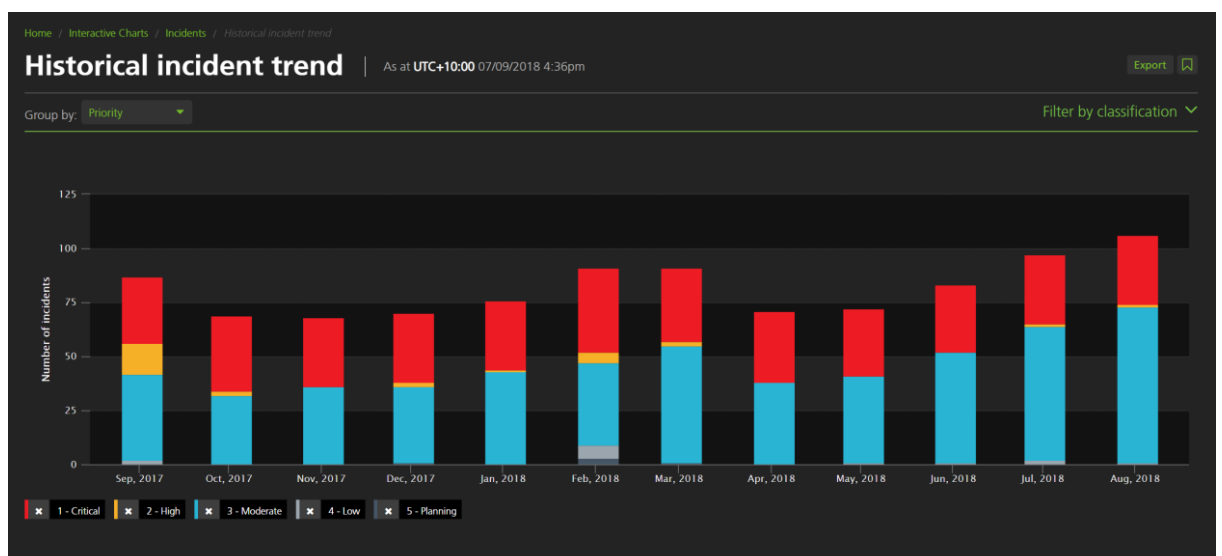 Home / Interactive Charts / Incidents / Historical incident trend
Historical incident trend | As at UTC+10:00 07/09/2018 4:36pm
Export
Group by: Priority
Filter by classification
125
100
75
50
25
0
Number of incidents
Sep, 2017 Oct, 2017 Nov, 2017 Dec, 2017 Jan, 2018 Feb, 2018 Mar, 2018 Apr, 2018 May, 2018 Jun, 2018 Jul, 2018 Aug, 2018
1 - Critical 2 - High 3 - Moderate 4 - Low 5 - Planning